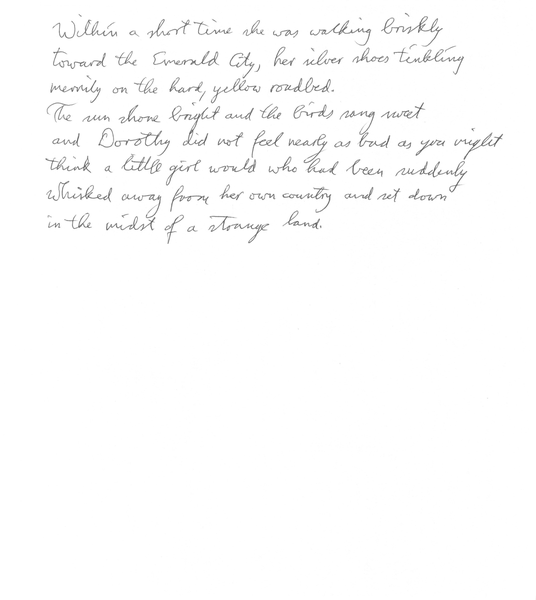 Within a short time she was walking briskly
toward the Emerald City, her silver shoes tinkling
merrily on the hard, yellow roadbed.
The sun shone bright and the birds sang sweet
and Dorothy did not feel nearly as bad as you might
think a little girl would who had been suddenly
whisked away from her own country and set down
in the midst of a strange land.